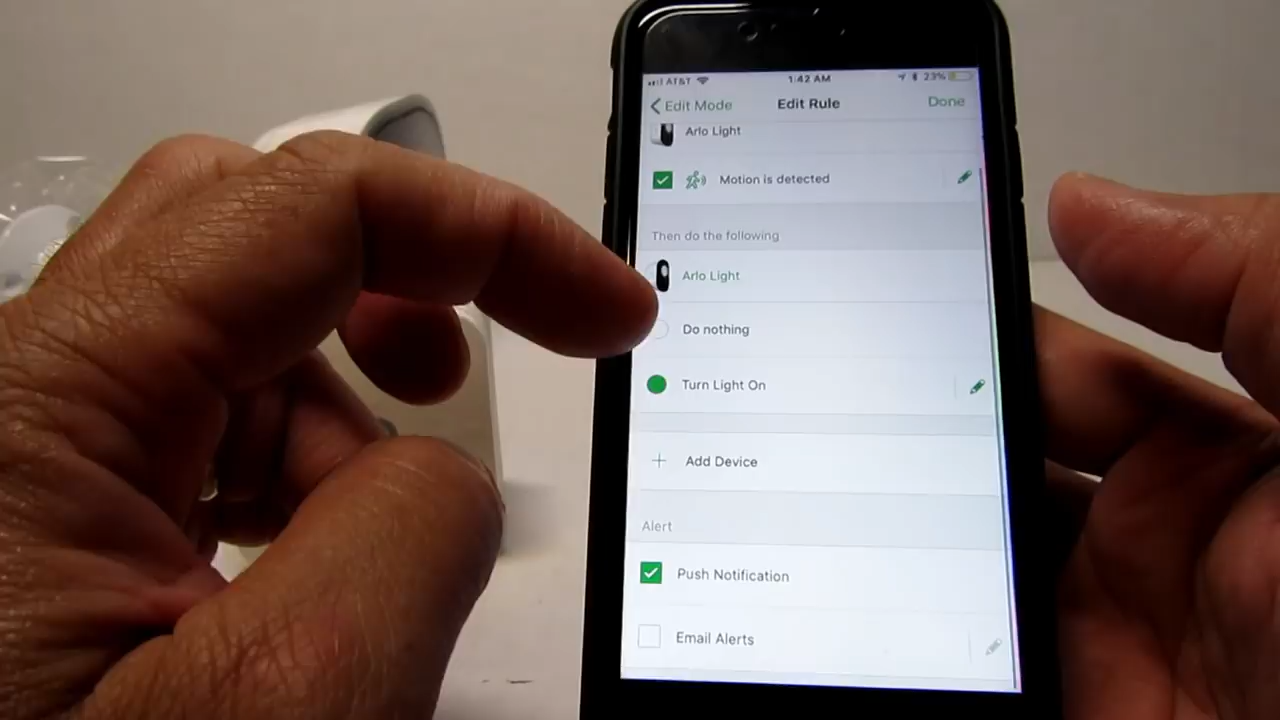 AT&T 1:42 AM 23%
Edit Mode Edit Rule Done
Arlo Light
Motion is detected
Then do the following
Arlo Light
Do nothing
Turn Light On
Add Device
Alert
Push Notification
Email Alerts